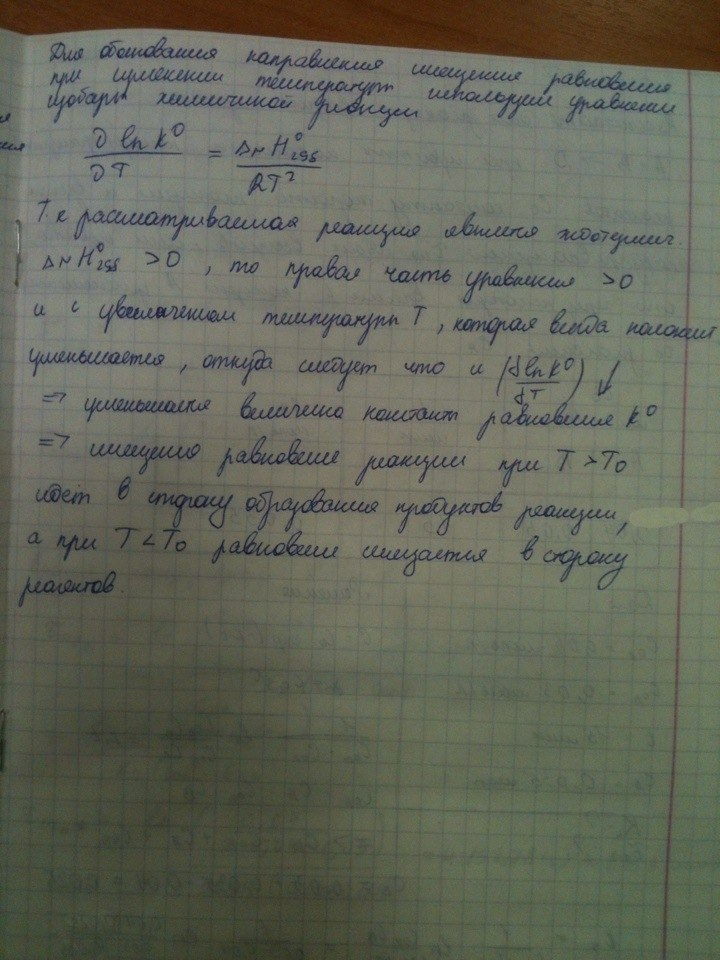 Для обоснования направления смещения равновесия
при изменении температуры используем уравнение
изобары химической реакции
∂ ln K⁰ / ∂T = ΔrH⁰298 / RT²
Т.к рассматриваемая реакция является эндотермич.
ΔrH⁰298 > 0 , то правая часть уравнения > 0
и с увеличением температуры T , которая всегда положит
уменьшается, откуда следует что и (∂ ln K⁰ / ∂T) ↓
=> уменьшается величина константы равновесия K⁰
=> смещение равновесие реакции при T > T₀
идет в сторону образования продуктов реакции,
а при T < T₀ равновесие смещается в сторону
реагентов.